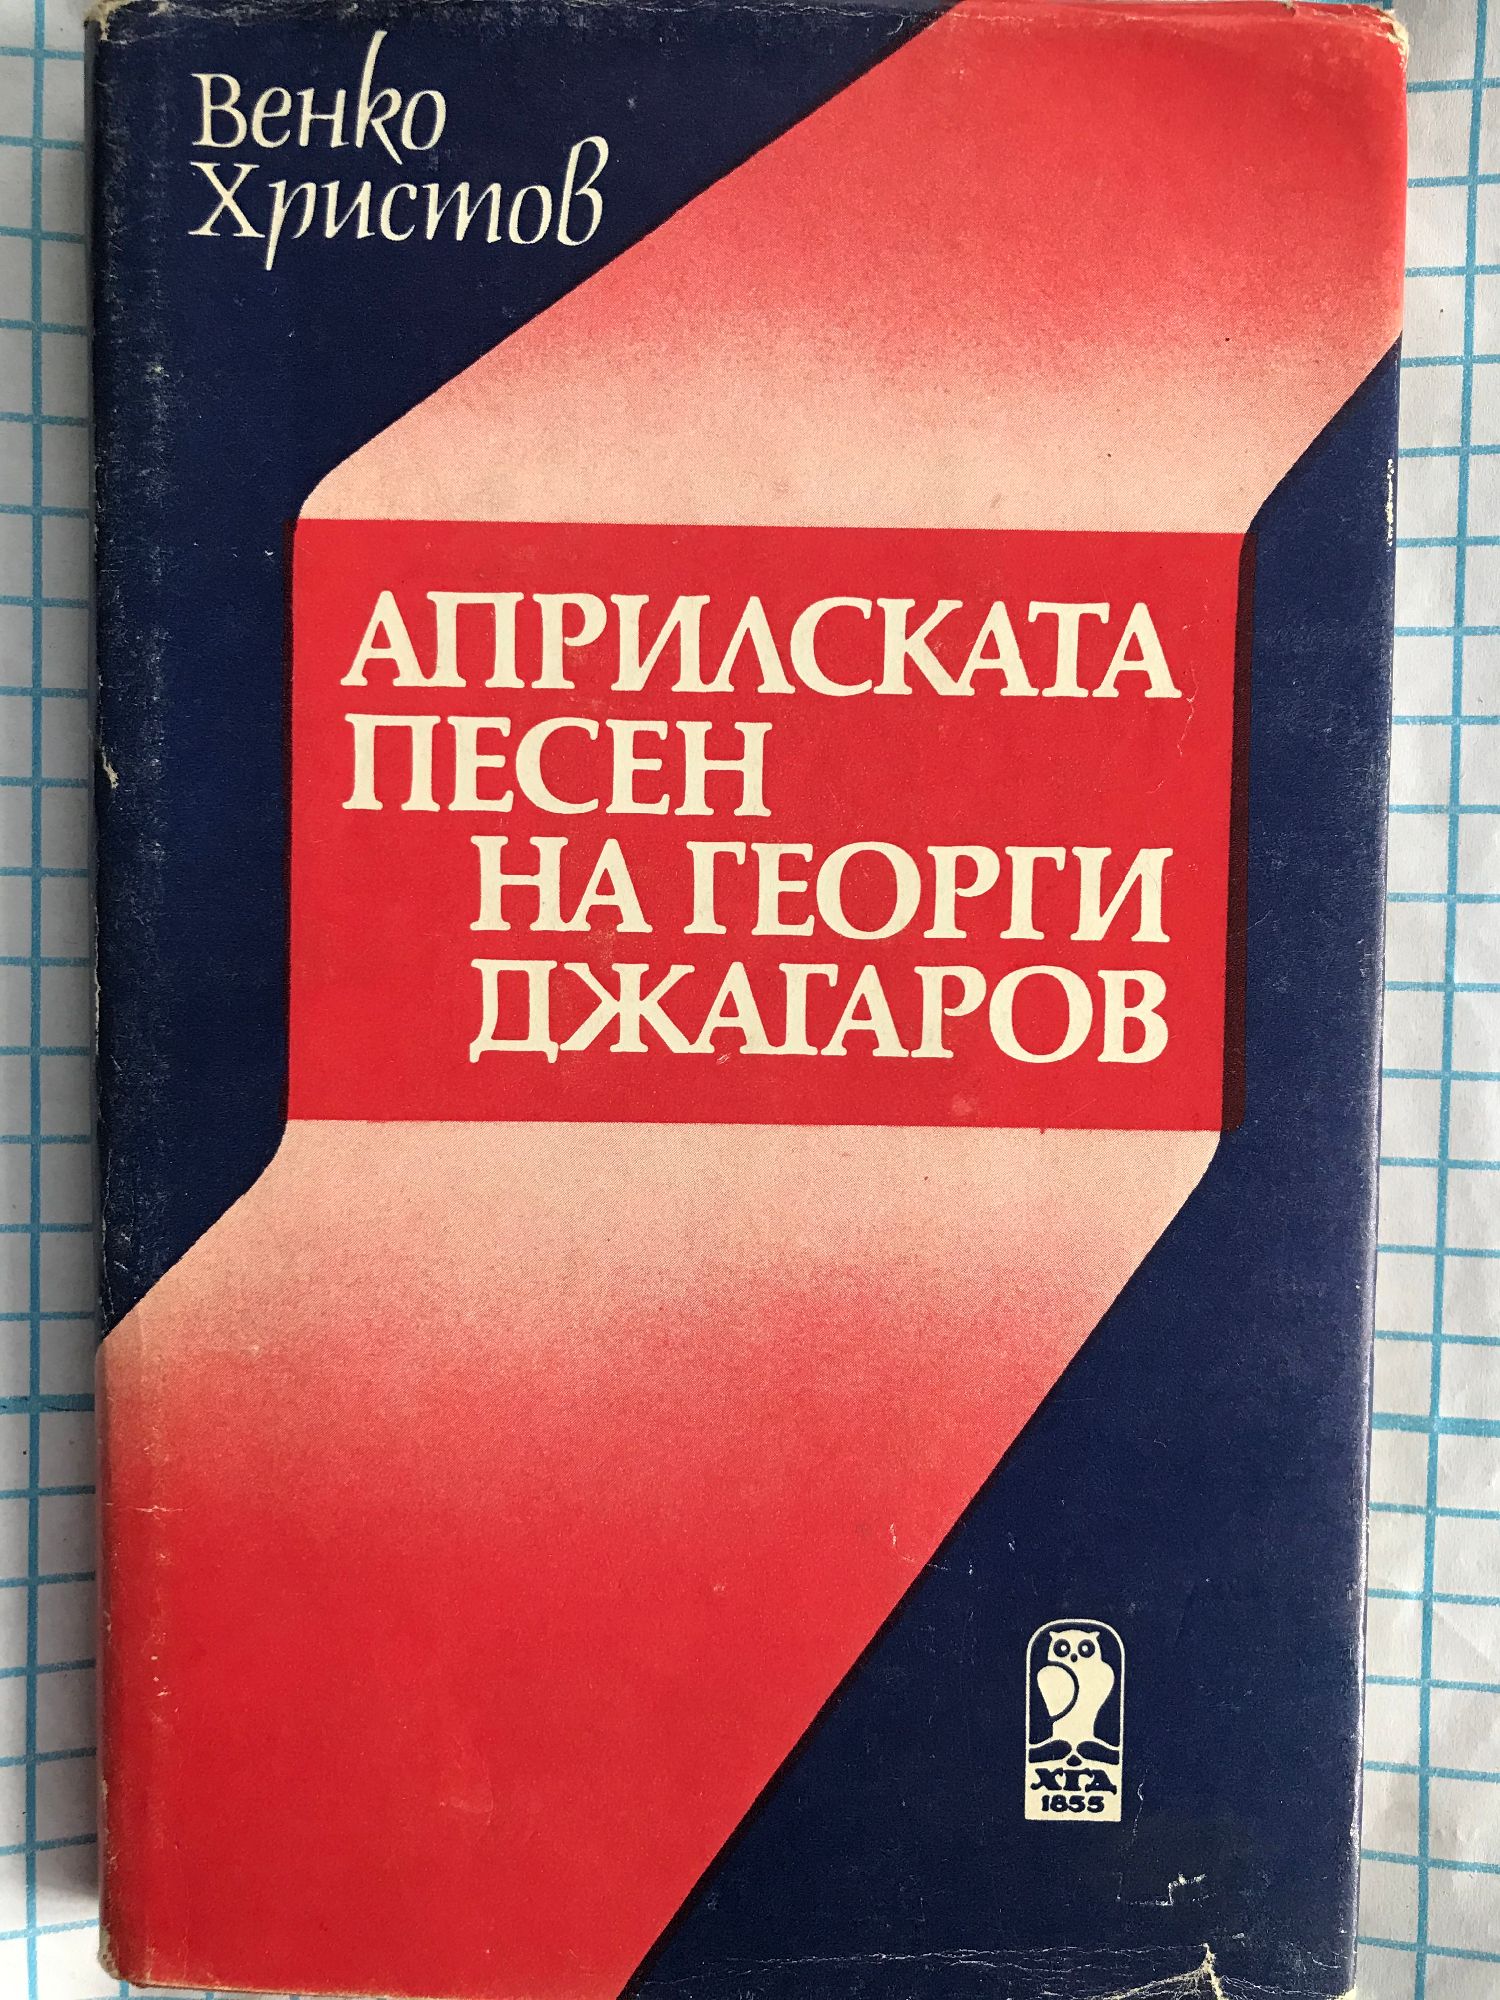 Венко
Христов
АПРИЛСКАТА
ПЕСЕН
НА ГЕОРГИ
ДЖАГАРОВ
ХГД
1855